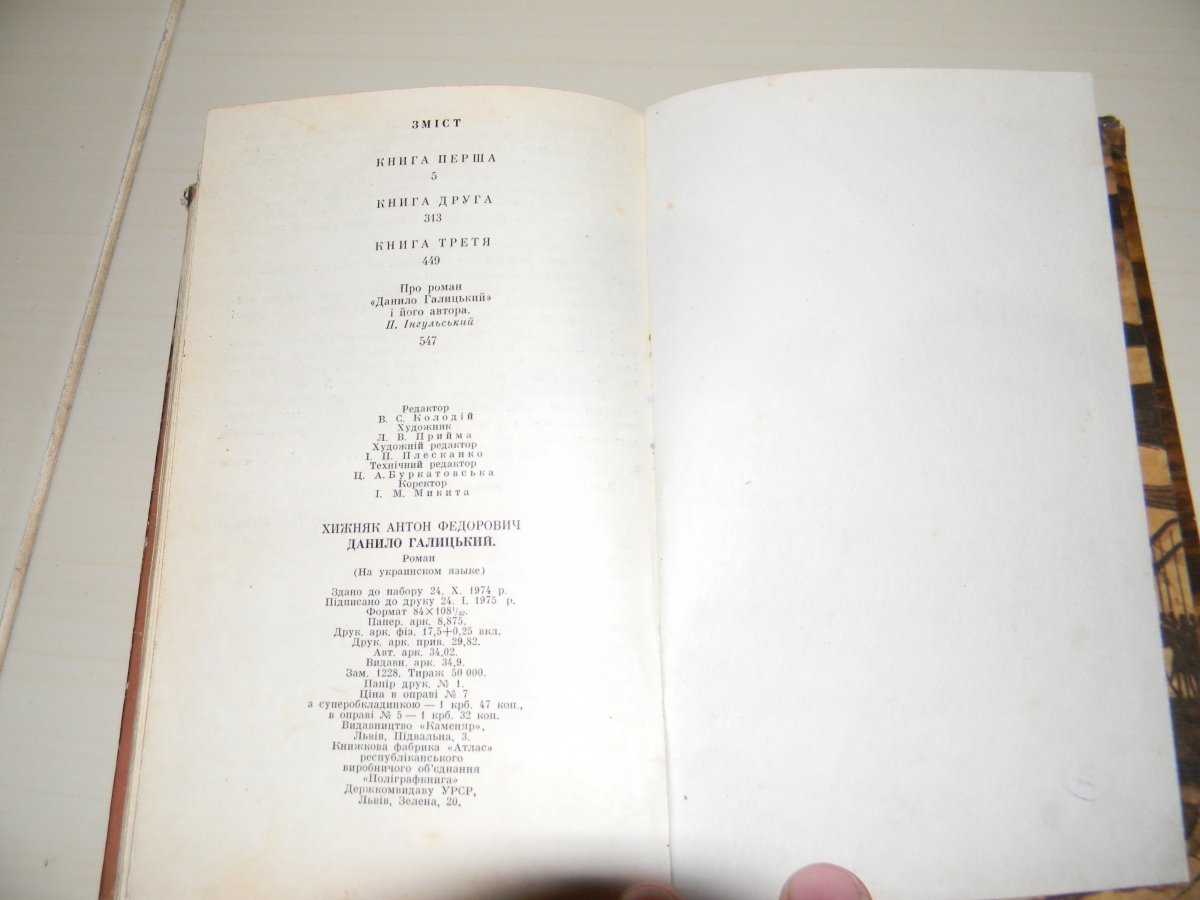 ЗМІСТ
КНИГА ПЕРША
5
КНИГА ДРУГА
313
КНИГА ТРЕТЯ
449
Про роман
«Данило Галицький»
і його автора.
П. Інгульський
547
Редактор
В. С. Колодій
Художник
Л. В. Прийма
Художній редактор
І. П. Плесканко
Технічний редактор
Ц. А. Буркатовська
Коректор
І. М. Микита
ХИЖНЯК АНТОН ФЕДОРОВИЧ
ДАНИЛО ГАЛИЦЬКИЙ.
Роман
(На украинском языке)
Здано до набору 24. X. 1974 р.
Підписано до друку 24. I. 1975 р.
Формат 84×108¹/₃₂.
Папер. арк. 8,875.
Друк. арк. фіз. 17,5+0,25 вкл.
Друк. арк. прив. 29,82.
Авт. арк. 34,02.
Видавн. арк. 34,9.
Зам. 1228. Тираж 50 000.
Папір друк. № 1.
Ціна в оправі № 7
з суперобкладинкою — 1 крб. 47 коп.,
в оправі № 5 — 1 крб. 32 коп.
Видавництво «Каменяр»,
Львів, Підвальна, 3.
Книжкова фабрика «Атлас»
республіканського
виробничого об'єднання
«Поліграфкнига»
Держкомвидаву УРСР,
Львів, Зелена, 20.